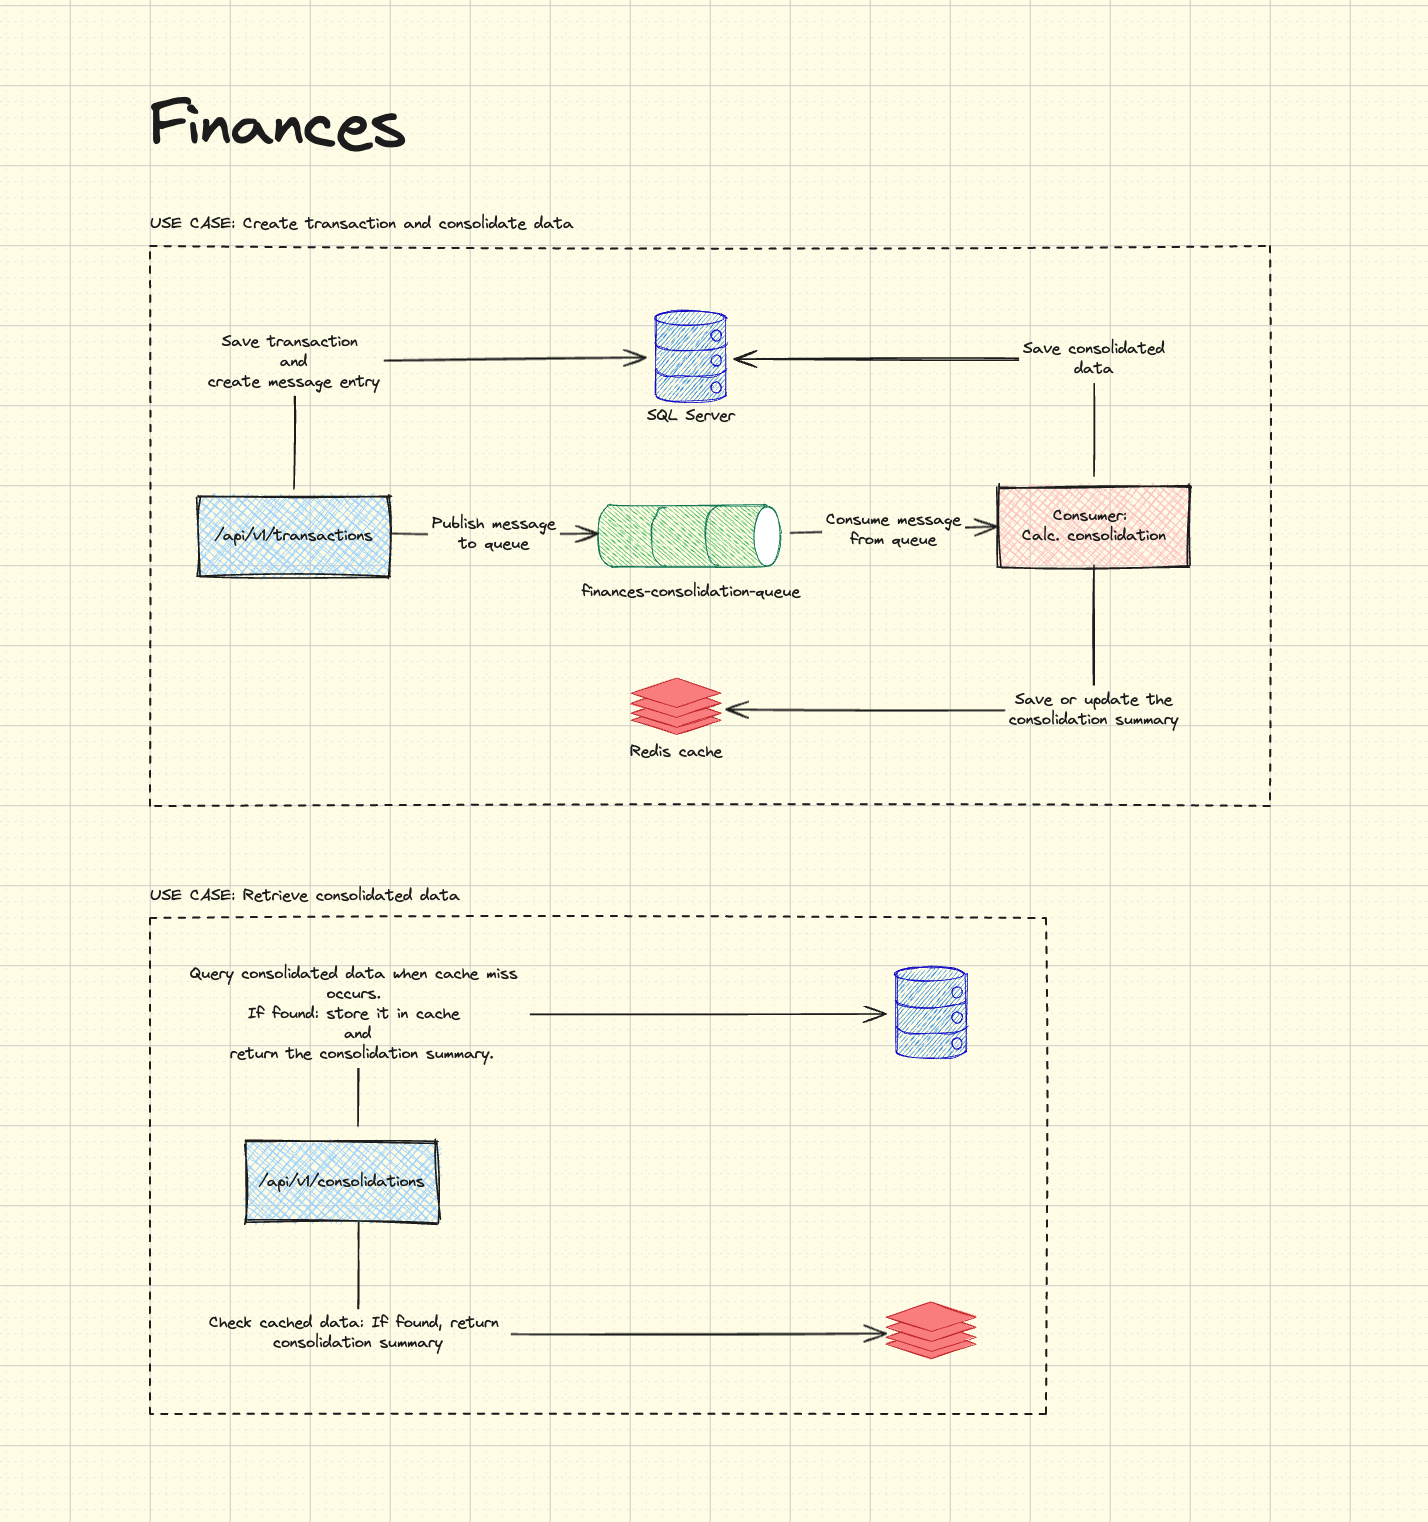 Finances
USE CASE: Create transaction and consolidate data
Save transaction
and
create message entry
SQL Server
Save consolidated
data
/api/v1/transactions
Publish message
to queue
finances-consolidation-queue
Consume message
from queue
Consumer:
Calc. consolidation
Redis cache
Save or update the
consolidation summary
USE CASE: Retrieve consolidated data
Query consolidated data when cache miss
occurs.
If found: store it in cache
and
return the consolidation summary.
/api/v1/consolidations
Check cached data: If found, return
consolidation summary